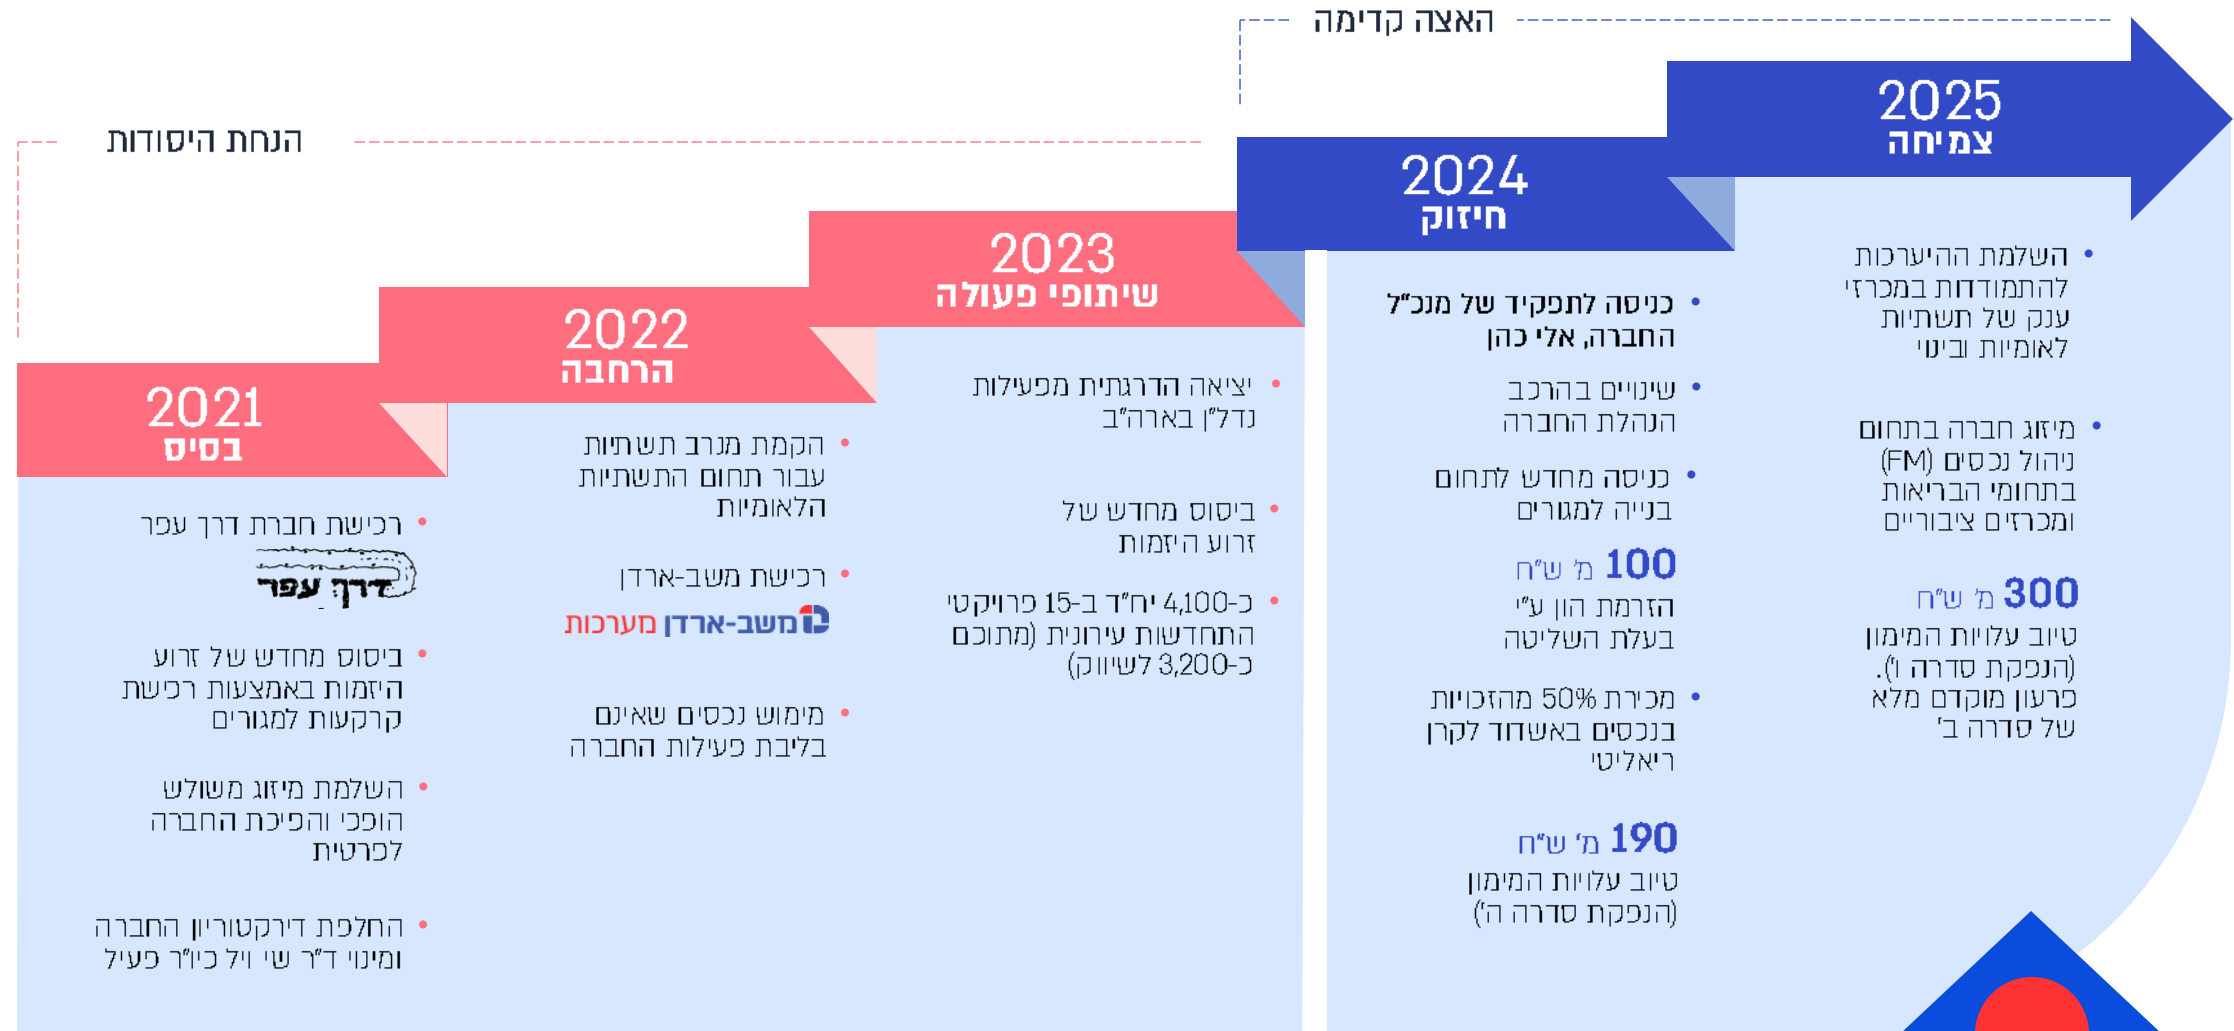 הנחת היסודות
2021
בסיס
רכישת חברת דרך עפר
דרך עפר
ביסוס מחדש של זרוע
היזמות באמצעות רכישת
קרקעות למגורים
השלמת מיזוג משולש
הופכי והפיכת החברה
לפרטית
החלפת דירקטוריון החברה
ומינוי ד"ר שי וייל כיו"ר פעיל
2022
הרחבה
הקמת מנרב תשתיות
עבור תחום התשתיות
הלאומיות
רכישת משב-ארדן
משב-ארדן מערכות
מימוש נכסים שאינם
בליבת פעילות החברה
2023
שיתופי פעולה
יציאה הדרגתית מפעילות
נדל"ן בארה"ב
ביסוס מחדש של
זרוע היזמות
כ-4,100 יח"ד ב-15 פרויקטי
התחדשות עירונית (מתוכם
כ-3,200 לשיווק)
האצה קדימה
2024
חיזוק
כניסה לתפקיד של מנכ"ל
החברה, אלי כהן
שינויים בהרכב
הנהלת החברה
כניסה מחדש לתחום
בנייה למגורים
100 מ' ש"ח
הזרמת הון ע"י
בעלת השליטה
מכירת 50% מהזכויות
בנכסים באשדוד לקרן
ריאליטי
190 מ' ש"ח
טיוב עלויות המימון
(הנפקת סדרה ה')
2025
צמיחה
השלמת ההיערכות
להתמודדות במכרזי
ענק של תשתיות
לאומיות ובינוי
מיזוג חברה בתחום
ניהול נכסים (FM)
בתחומי הבריאות
ומכרזים ציבוריים
300 מ' ש"ח
טיוב עלויות המימון
(הנפקת סדרה ו').
פרעון מוקדם מלא
של סדרה ב'